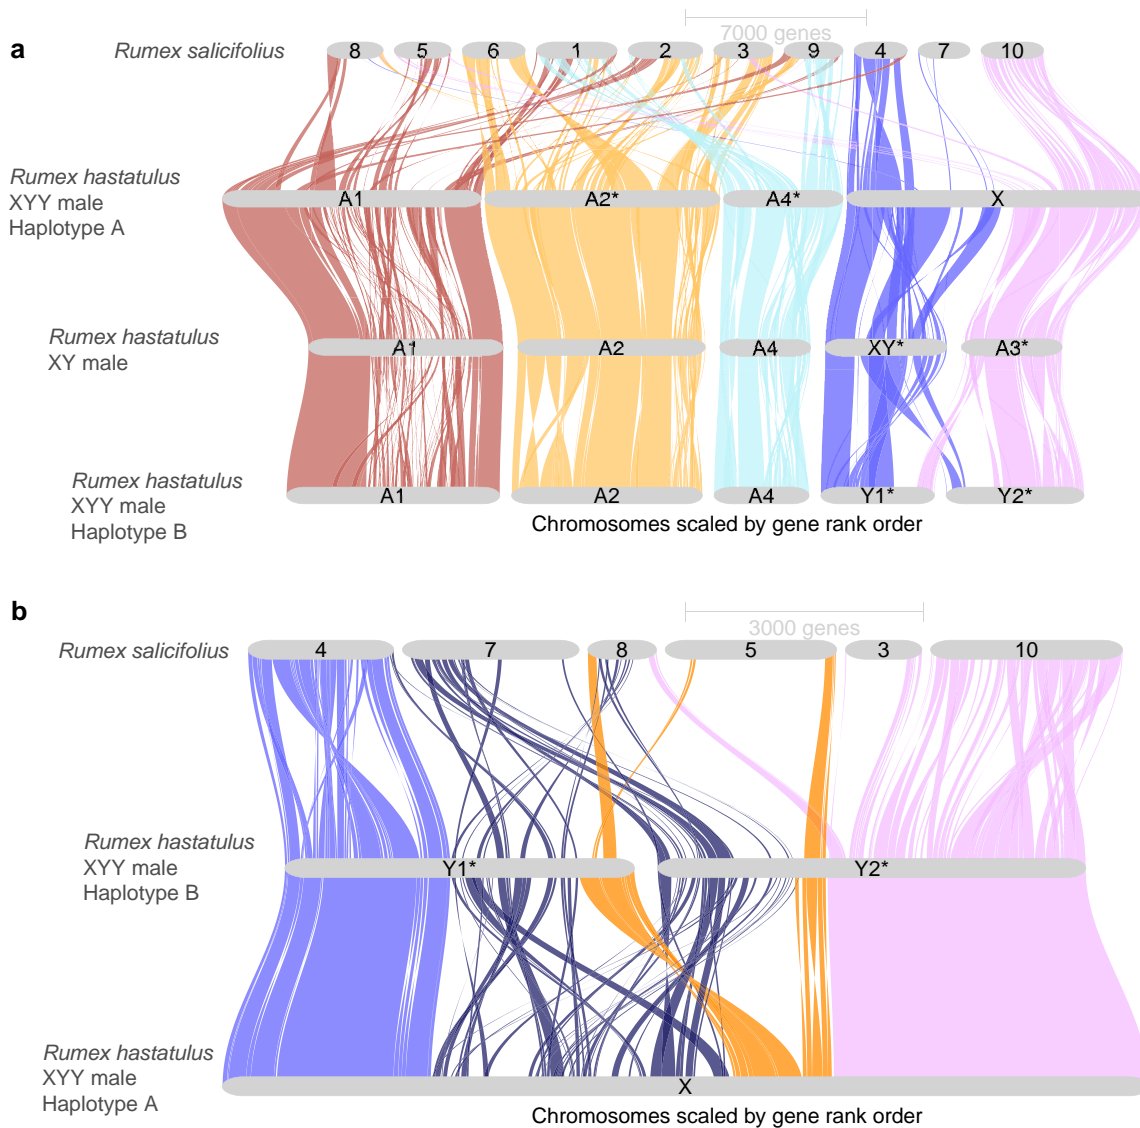 a
7000 genes
Rumex salicifolius
8 5 6 1 2 3 9 4 7 10
Rumex hastatulus
XYY male
Haplotype A
A1 A2* A4* X
Rumex hastatulus
XY male
A1 A2 A4 XY* A3*
Rumex hastatulus
XYY male
Haplotype B
A1 A2 A4 Y1* Y2*
Chromosomes scaled by gene rank order
b
3000 genes
Rumex salicifolius
4 7 8 5 3 10
Rumex hastatulus
XYY male
Haplotype B
Y1* Y2*
Rumex hastatulus
XYY male
Haplotype A
X
Chromosomes scaled by gene rank order